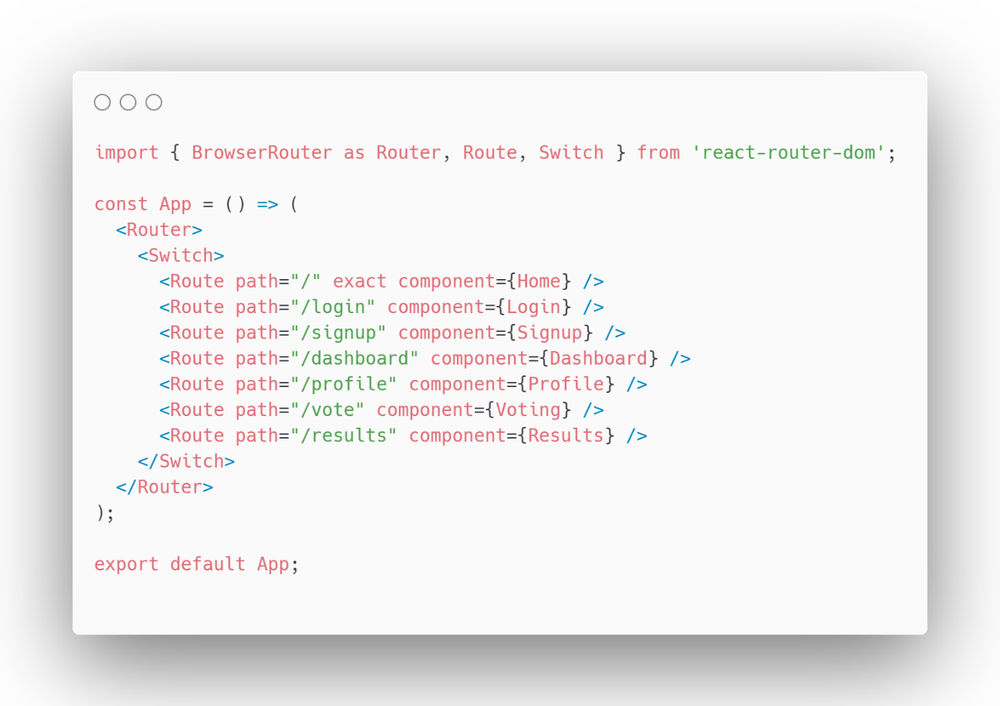 import { BrowserRouter as Router, Route, Switch } from 'react-router-dom';
const App = () => (
  <Router>
    <Switch>
      <Route path="/" exact component={Home} />
      <Route path="/login" component={Login} />
      <Route path="/signup" component={Signup} />
      <Route path="/dashboard" component={Dashboard} />
      <Route path="/profile" component={Profile} />
      <Route path="/vote" component={Voting} />
      <Route path="/results" component={Results} />
    </Switch>
  </Router>
);
export default App;